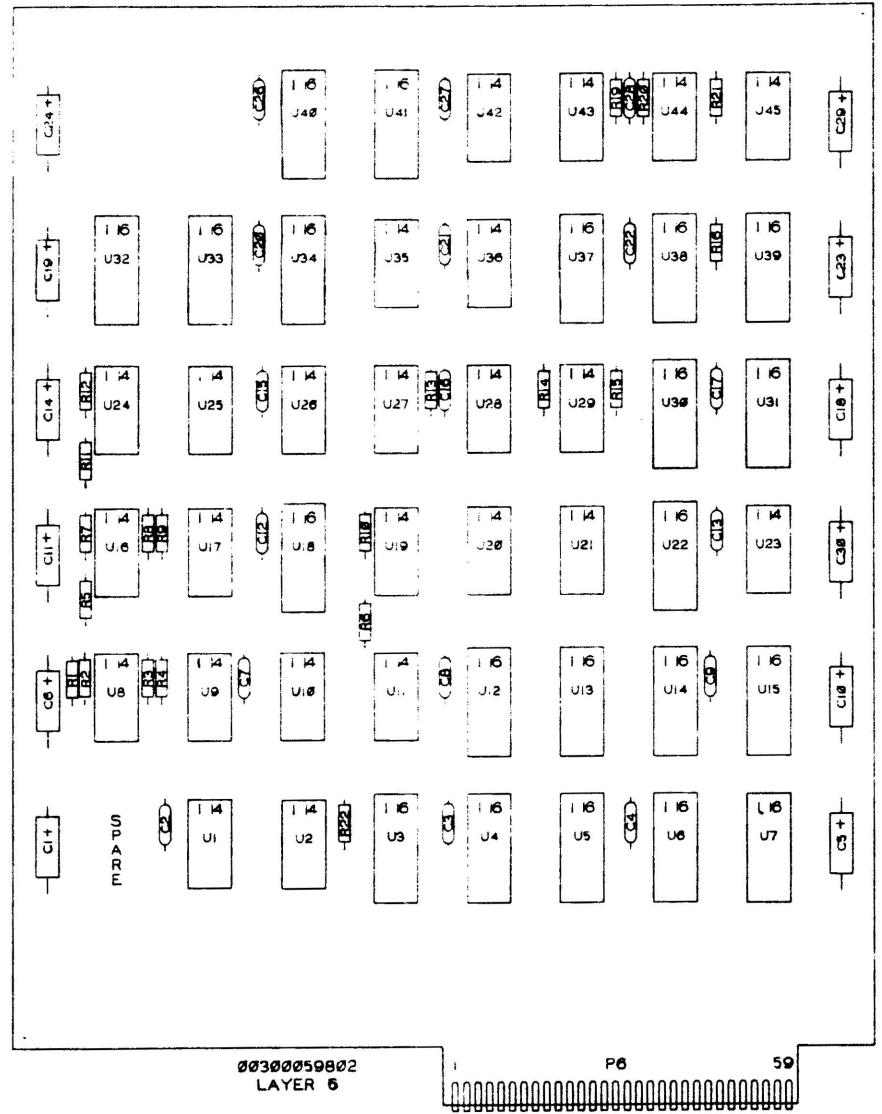 1 16 1 16 1 14 1 14 1 14 1 14
C24 + C26 U40 U41 C27 U42 U43 R19 C28 R20 U44 R21 U45 C29 +
1 16 1 16 1 16 1 14 1 14 1 16 1 16 1 16
C19 + U32 U33 C20 U34 U35 C21 U36 U37 C22 U38 R16 U39 C23 +
1 14 1 14 1 14 1 14 1 14 1 14 1 16 1 16
C14 + R12 U24 U25 C15 U26 U27 R13 C16 U28 R14 U29 R15 U30 C17 U31 C18 +
R11
1 14 1 14 1 16 1 14 1 14 1 14 1 16 1 14
C11 + R7 U16 R8 R9 U17 C12 U18 R10 U19 U20 U21 U22 C13 U23 C30 +
R5 R6
1 14 1 14 1 14 1 14 1 16 1 16 1 16 1 16
C6 + R1 R2 U8 R3 R4 U9 C7 U10 U11 C8 U12 U13 U14 C9 U15 C10 +
1 14 1 14 1 16 1 16 1 16 1 16 1 16
C1 + SPARE C2 U1 U2 R22 U3 C3 U4 U5 C4 U6 U7 C5 +
00300059802 1 P6 59
LAYER 6